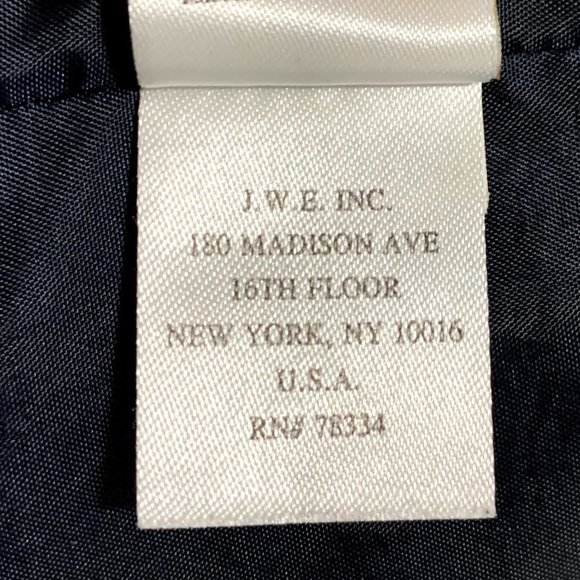 J.W.E. INC.
180 MADISON AVE
16TH FLOOR
NEW YORK, NY 10016
U.S.A.
RN# 78334